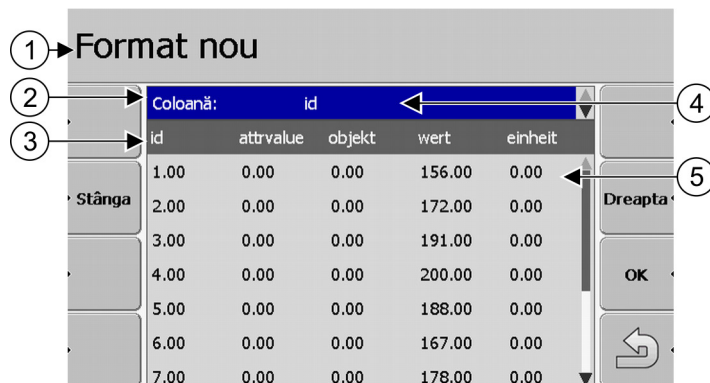 1 Format nou
2 Coloană: id 4
3 id attrvalue objekt wert einheit
1.00 0.00 0.00 156.00 0.00 5
Stânga 2.00 0.00 0.00 172.00 0.00 Dreapta
3.00 0.00 0.00 191.00 0.00
4.00 0.00 0.00 200.00 0.00 OK
5.00 0.00 0.00 188.00 0.00
6.00 0.00 0.00 167.00 0.00
7.00 0.00 0.00 178.00 0.00